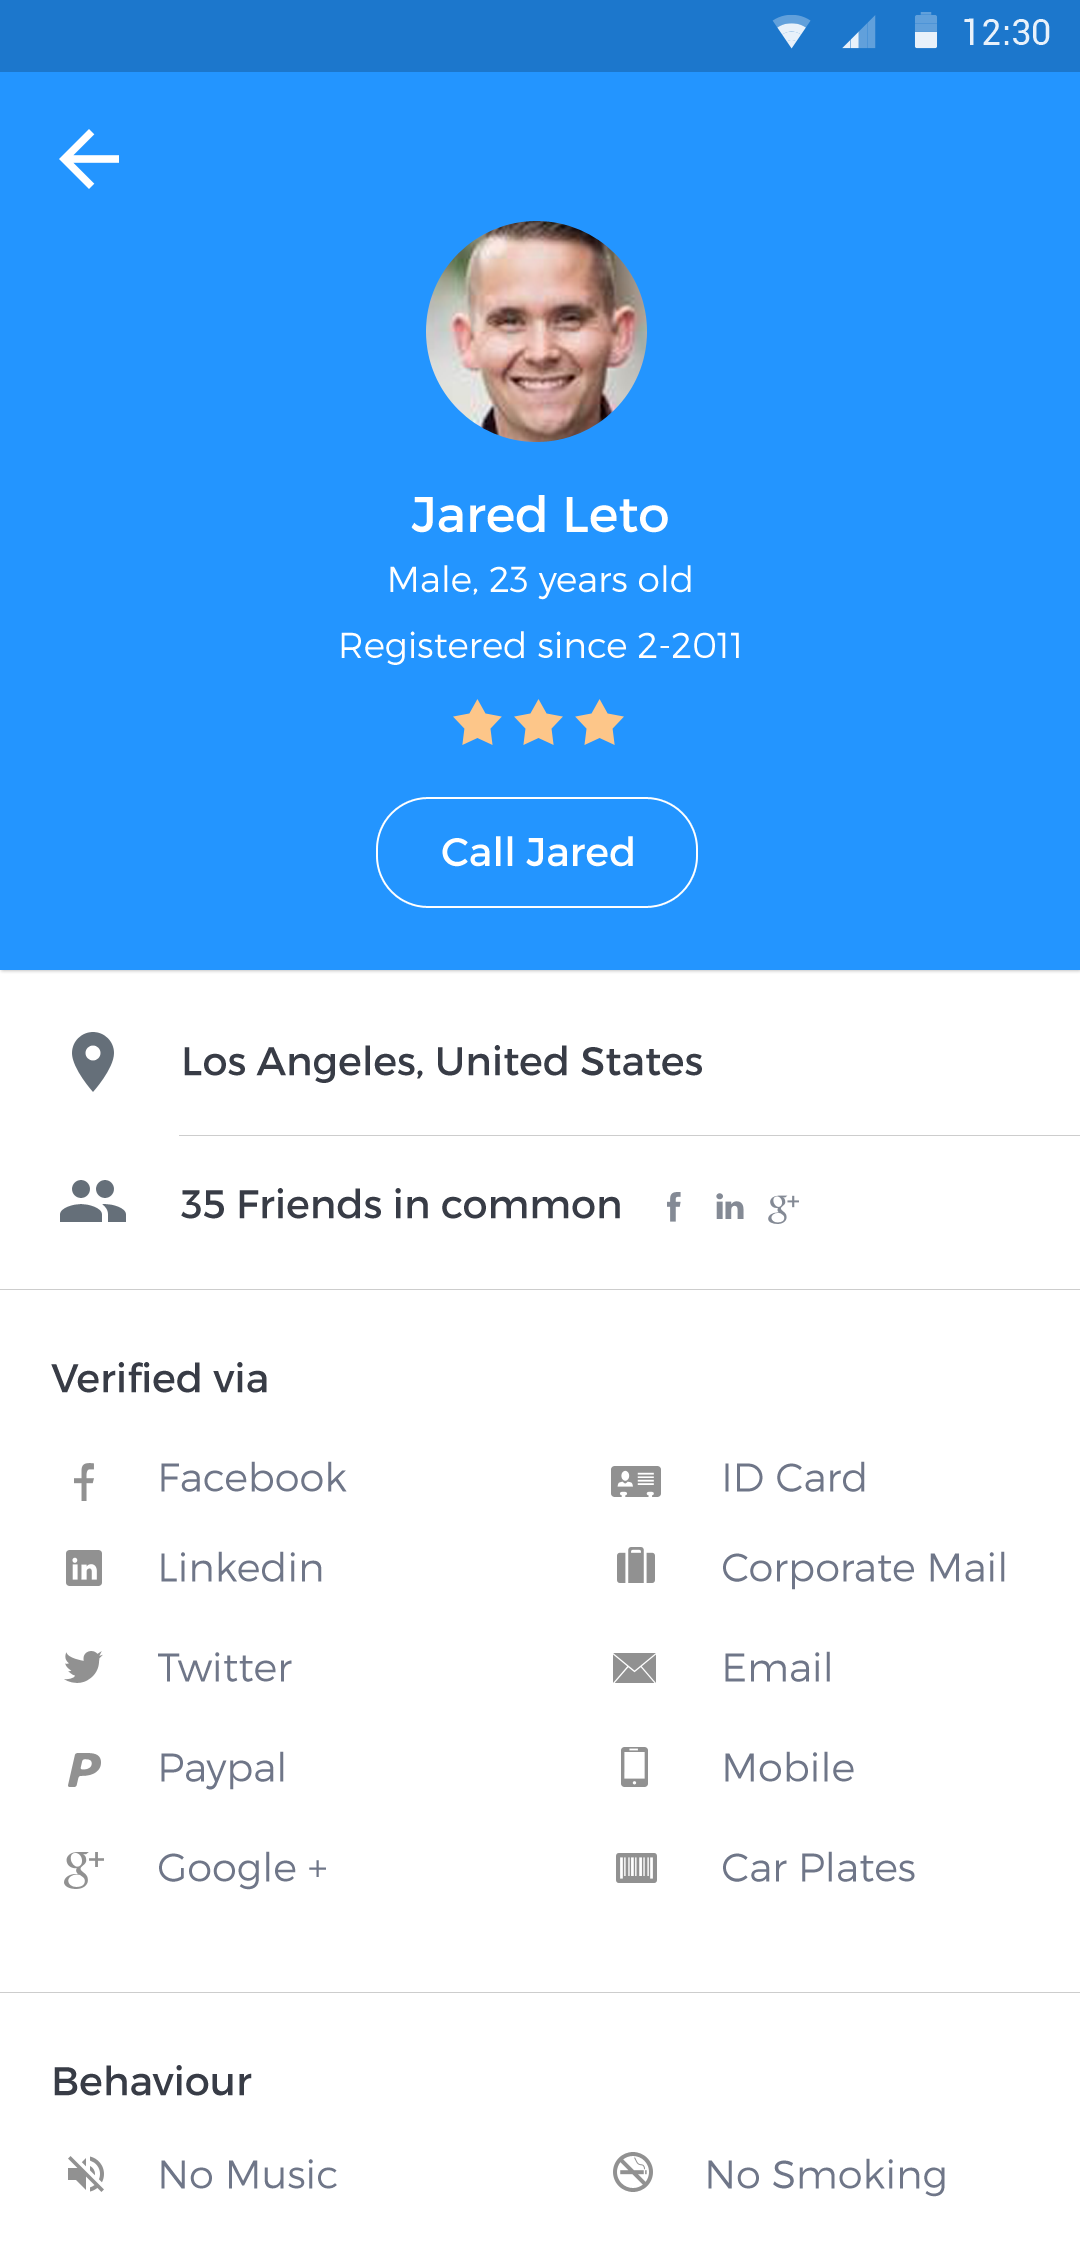 12:30
Jared Leto
Male, 23 years old
Registered since 2-2011
Call Jared
Los Angeles, United States
35 Friends in common f in g+
Verified via
Facebook
ID Card
Linkedin
Corporate Mail
Twitter
Email
Paypal
Mobile
Google +
Car Plates
Behaviour
No Music
No Smoking